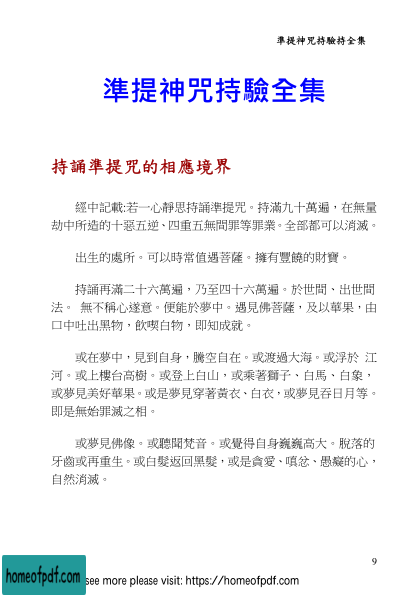 準提神咒持驗持全集
準提神咒持驗全集
持誦準提咒的相應境界
經中記載:若一心靜思持誦準提咒。持滿九十萬遍，在無量
劫中所造的十惡五逆、四重五無間罪等罪業。全部都可以消滅。
出生的處所。可以時常值遇菩薩。擁有豐饒的財寶。
持誦再滿二十六萬遍，乃至四十六萬遍。於世間、出世間
法。 無不稱心遂意。便能於夢中。遇見佛菩薩，及以華果，由
口中吐出黑物，飲喫白物，即知成就。
或在夢中，見到自身，騰空自在。或渡過大海。或浮於 江
河。或上樓台高樹。或登上白山，或乘著獅子、白馬、白象，
或夢見美好華果。或是夢見穿著黃衣、白衣，或夢見吞日月等。
即是無始罪滅之相。
或夢見佛像。或聽聞梵音。或覺得自身巍巍高大。脫落的
牙齒或再重生。或白髮返回黑髮，或是貪愛、嗔忿、愚癡的心，
自然消滅。
9
homeofpdf.com
see more please visit: https://homeofpdf.com